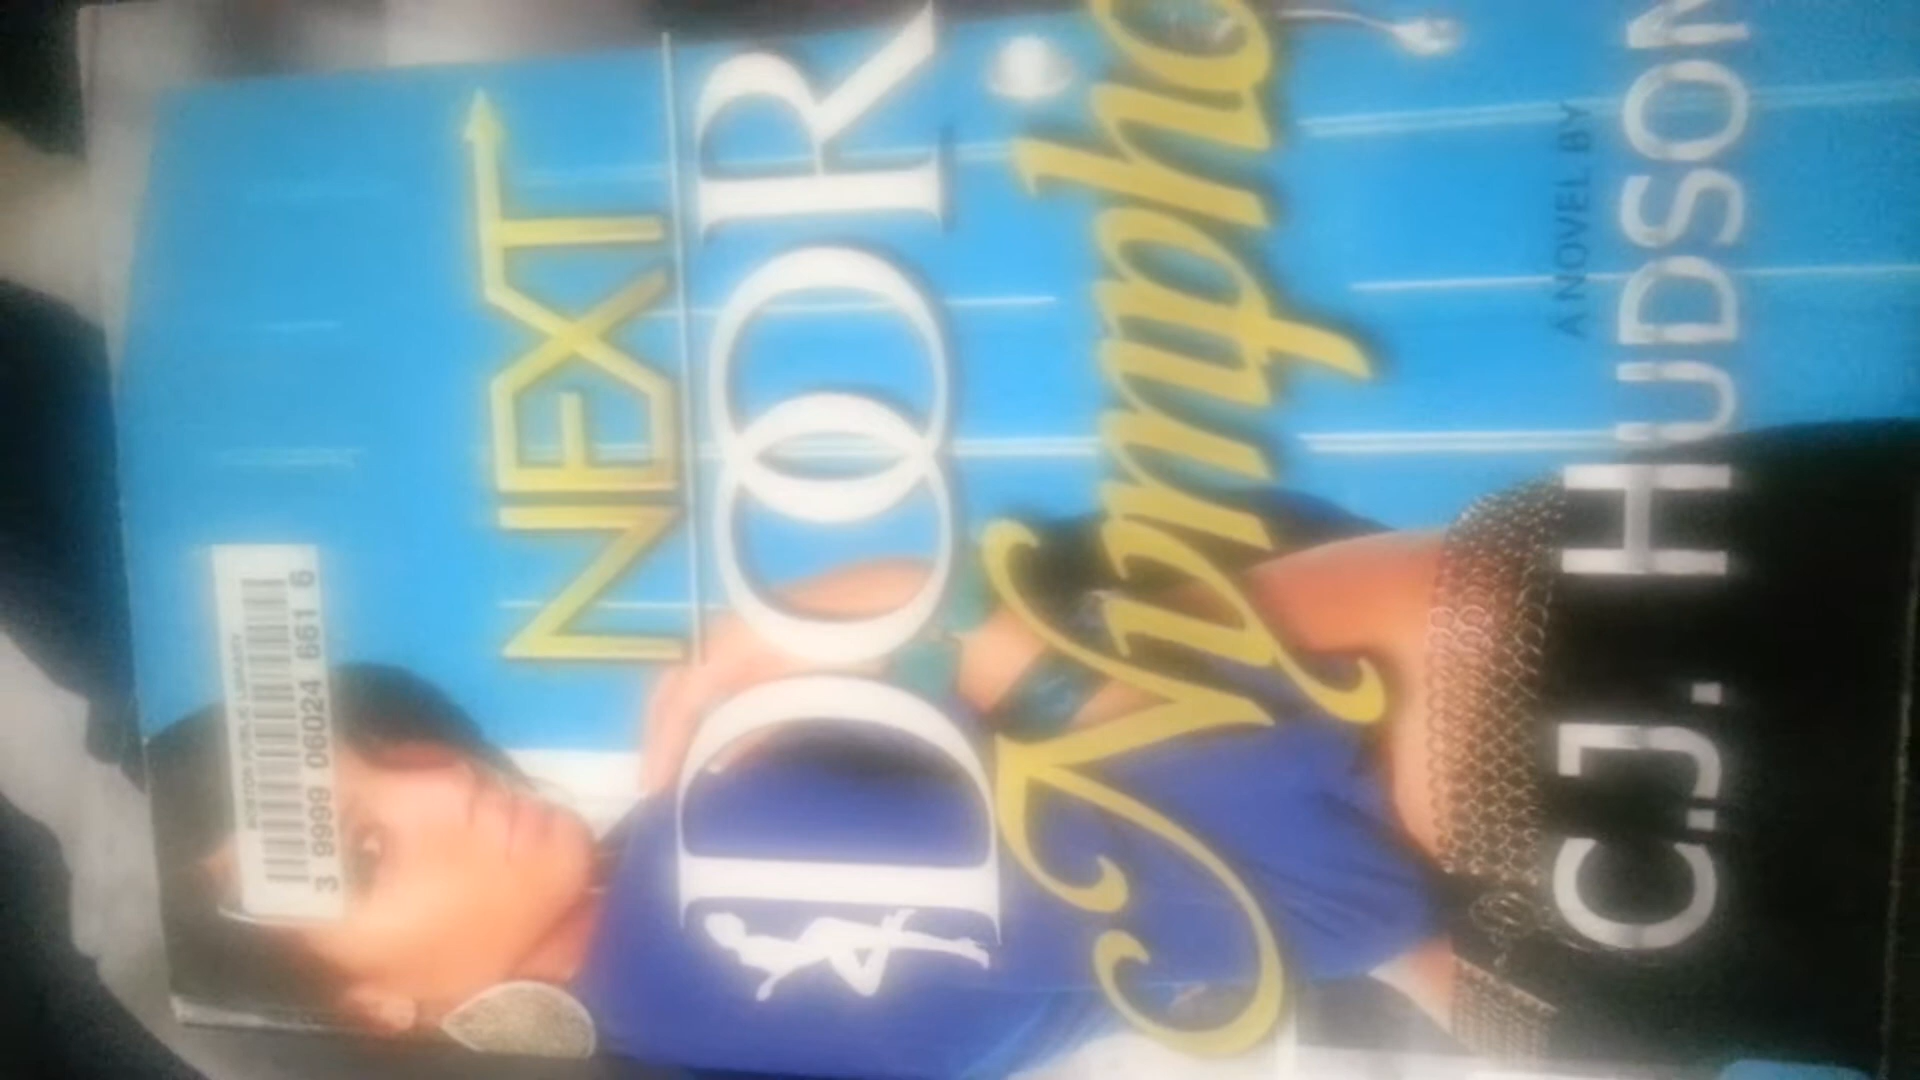 BOSTON PUBLIC LIBRARY
3 9999 06024 661 6
NEXT
DOOR
Nympho
A NOVEL BY
C.J. HUDSON